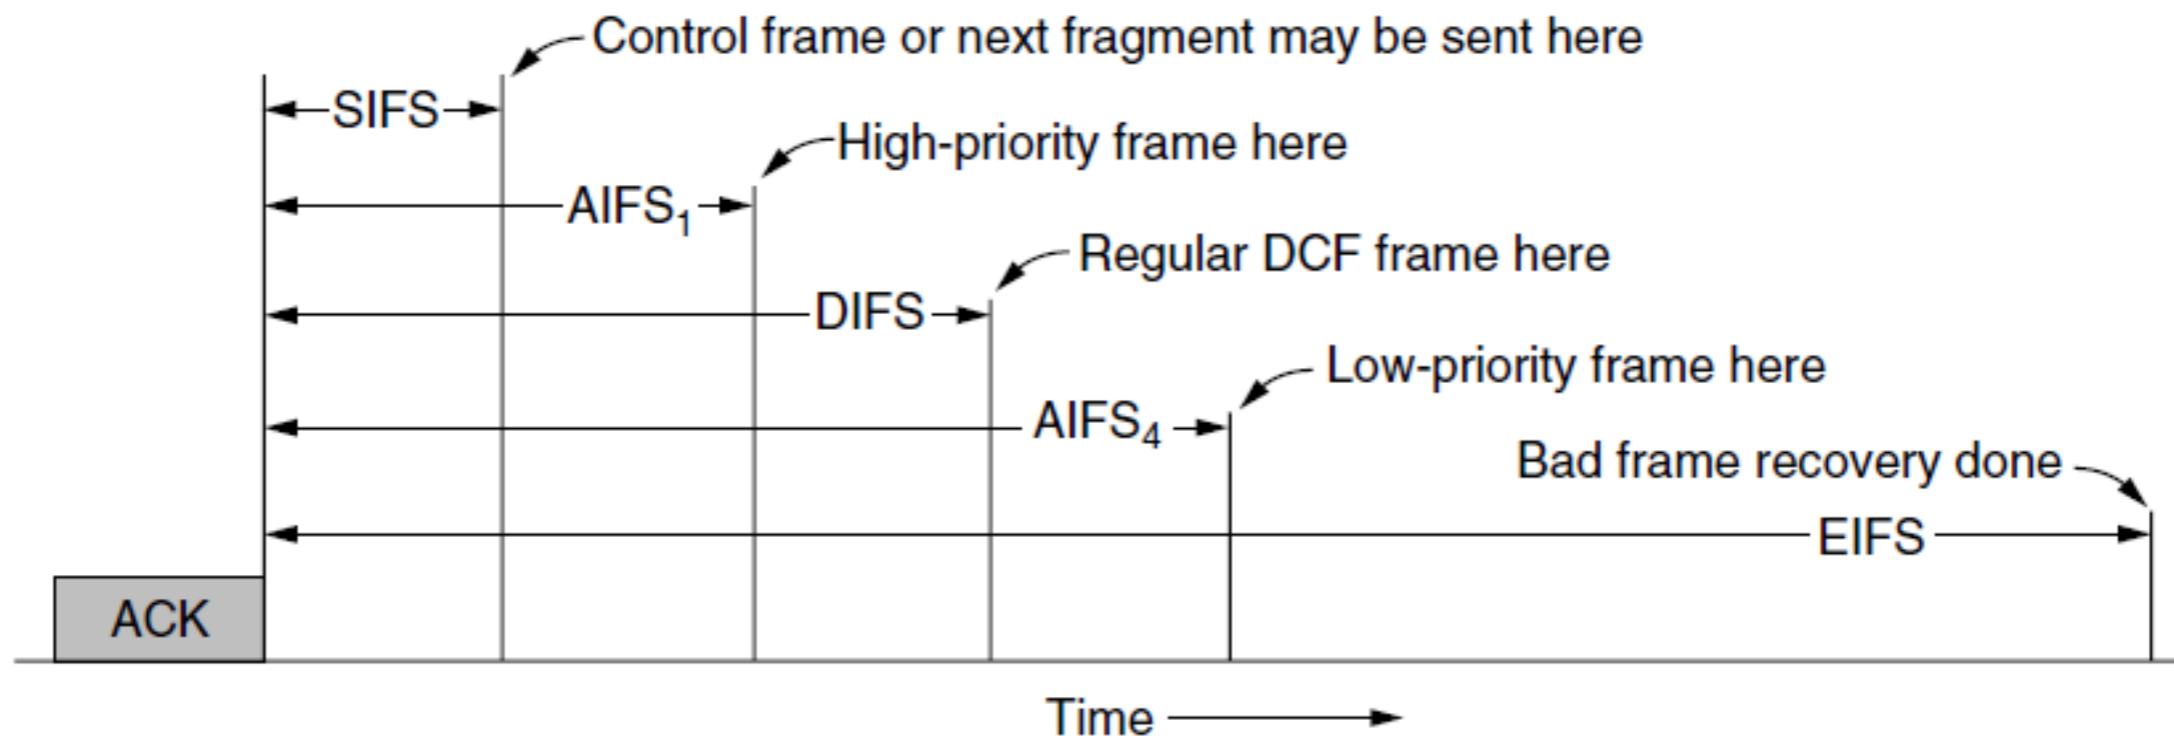 Control frame or next fragment may be sent here
SIFS
High-priority frame here
AIFS1
Regular DCF frame here
DIFS
Low-priority frame here
AIFS4
Bad frame recovery done
EIFS
ACK
Time